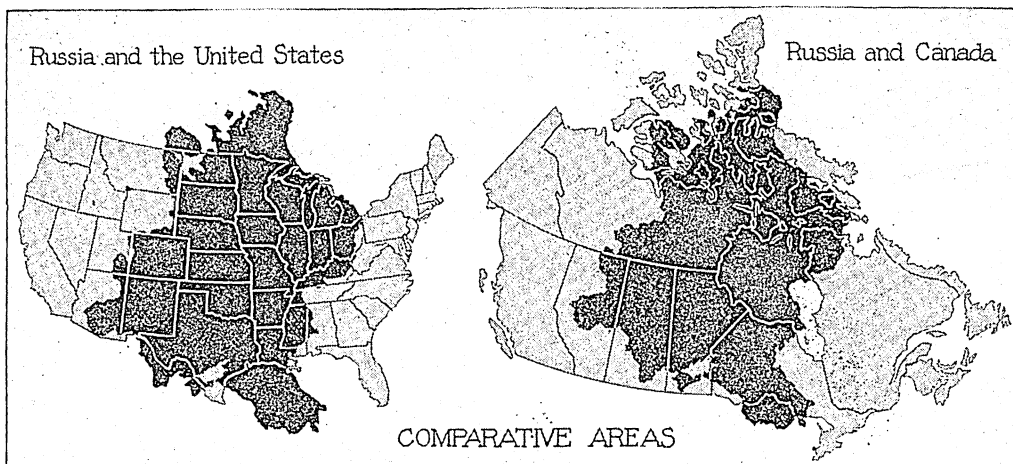 Russia and the United States
Russia and Canada
COMPARATIVE AREAS